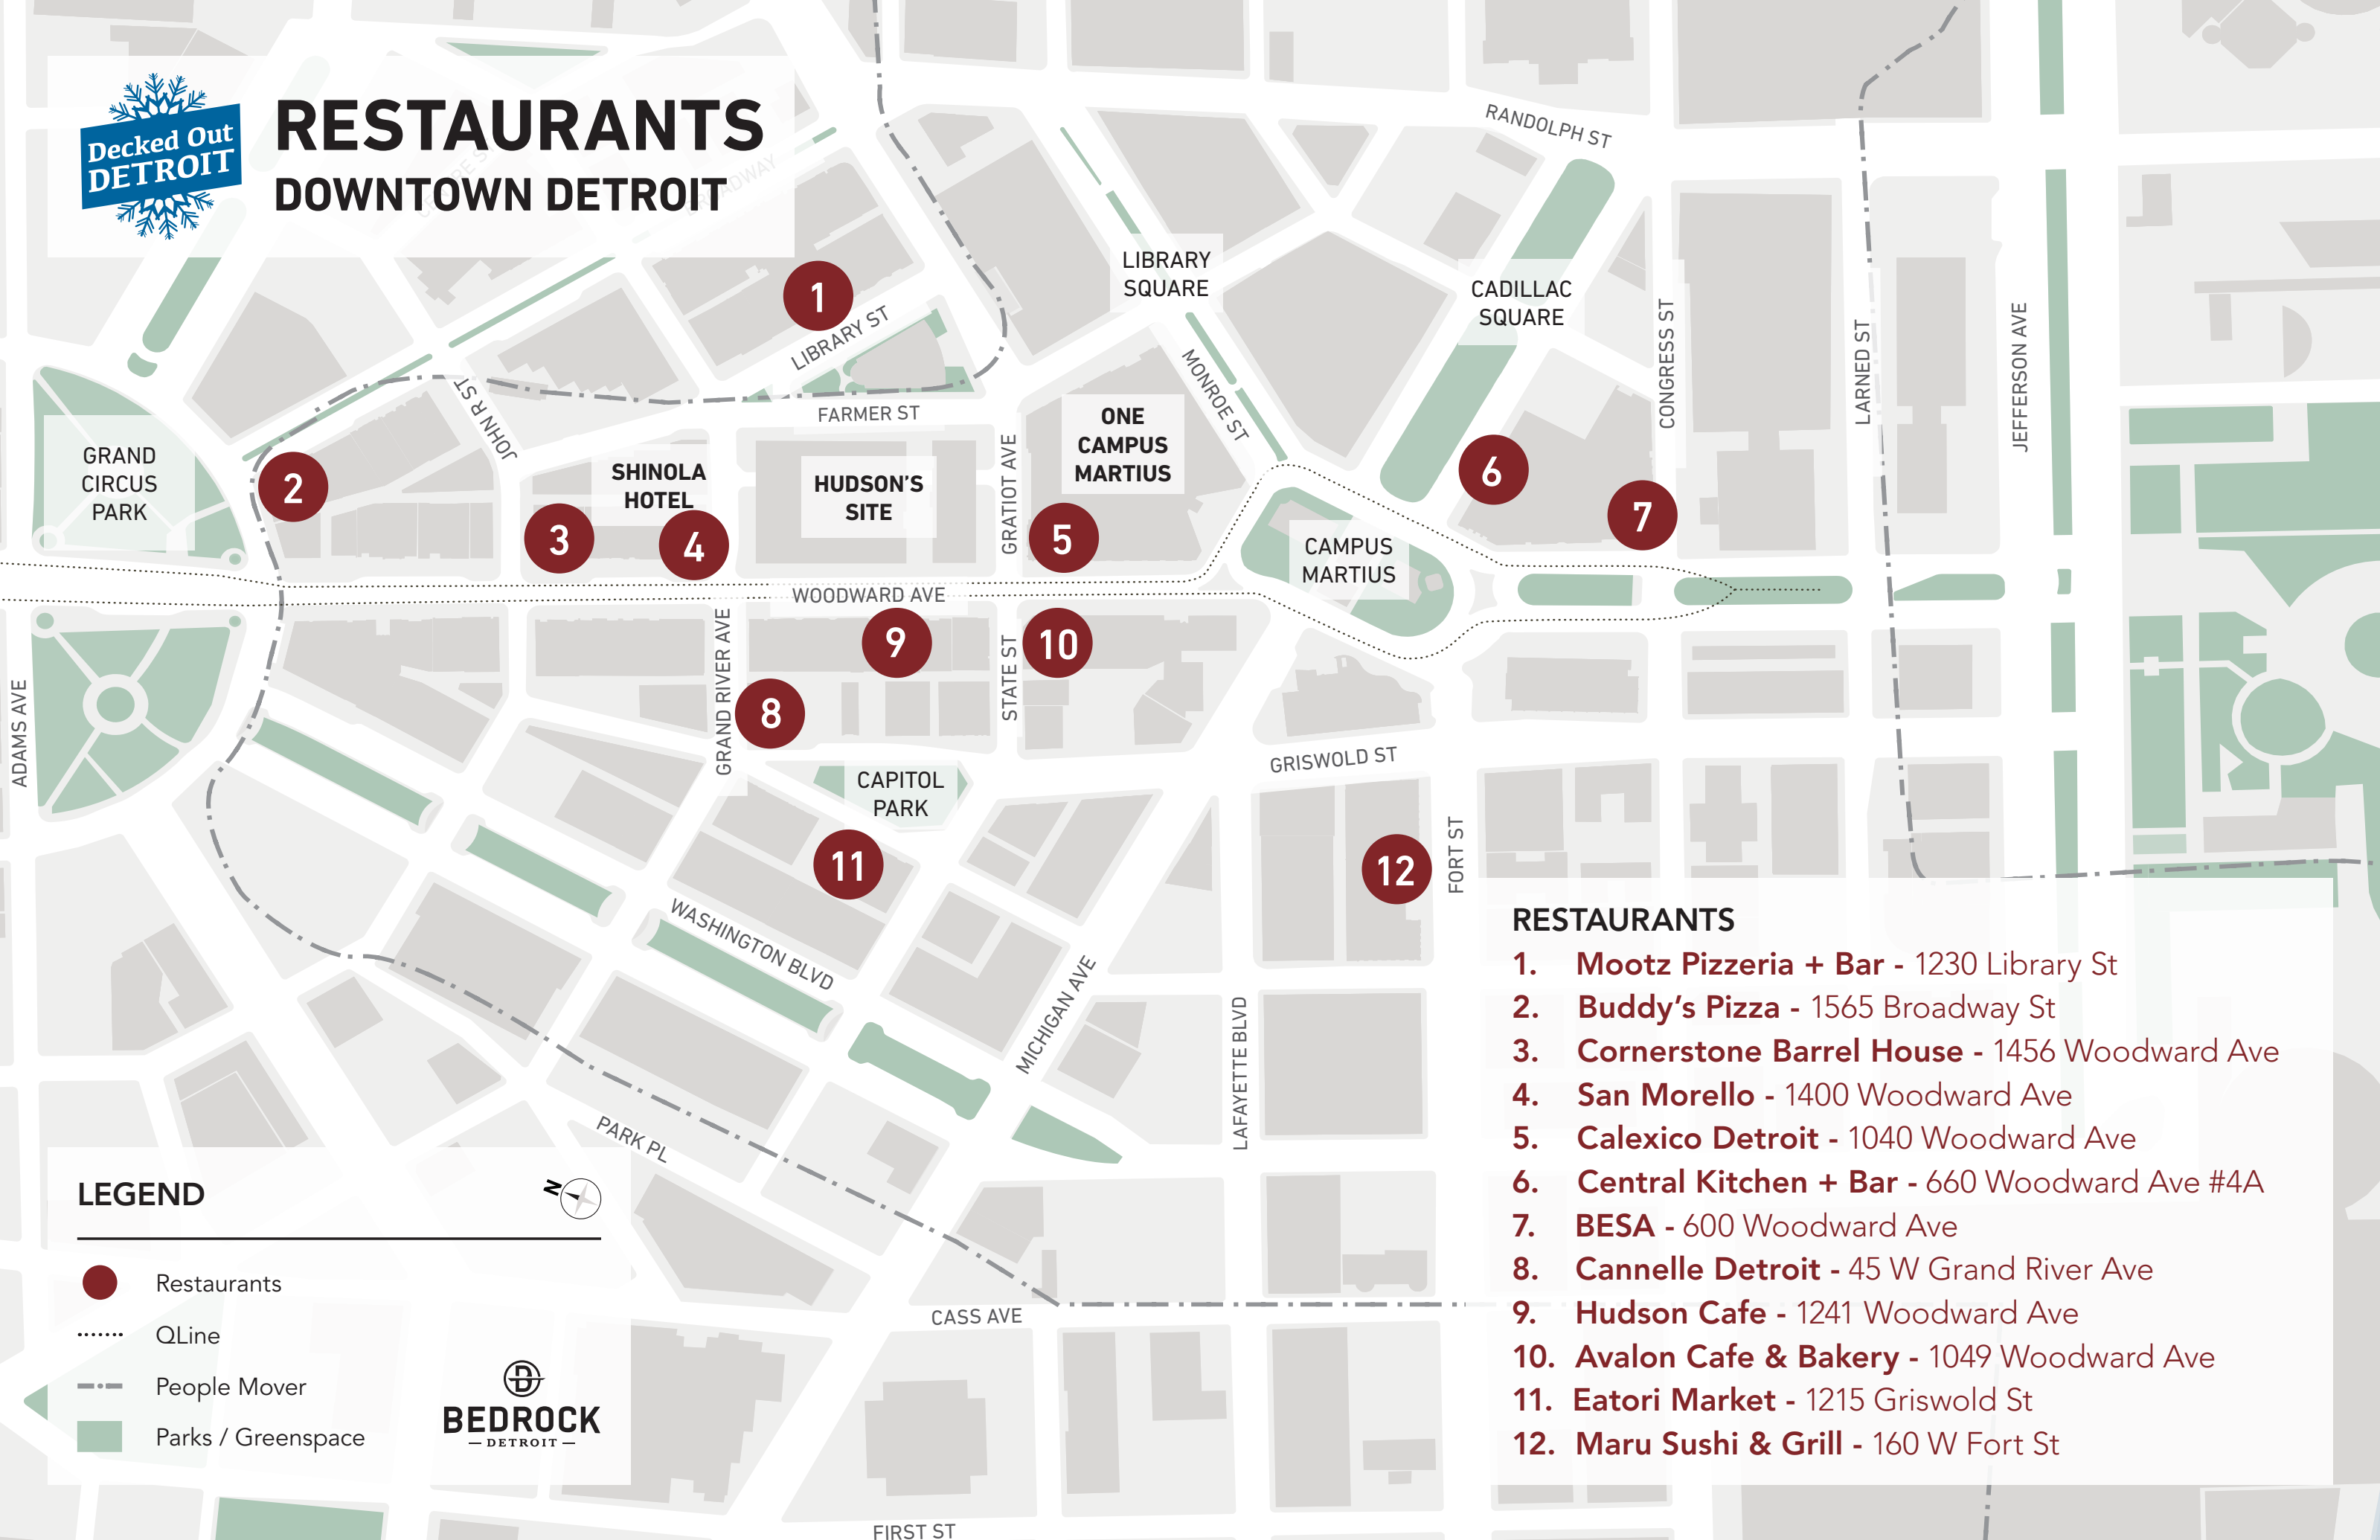 Decked Out
DETROIT
RESTAURANTS
DOWNTOWN DETROIT
BROADWAY
RANDOLPH ST
LIBRARY
SQUARE
CADILLAC
SQUARE
1
LIBRARY ST
FARMER ST
JOHN R ST
MONROE ST
CONGRESS ST
LARNED ST
JEFFERSON AVE
GRAND
CIRCUS
PARK
2
SHINOLA
HOTEL
HUDSON'S
SITE
GRATIOT AVE
ONE
CAMPUS
MARTIUS
3
4
5
6
7
CAMPUS
MARTIUS
WOODWARD AVE
ADAMS AVE
GRAND RIVER AVE
8
9
STATE ST
10
CAPITOL
PARK
GRISWOLD ST
11
12
FORT ST
WASHINGTON BLVD
MICHIGAN AVE
LAFAYETTE BLVD
PARK PL
CASS AVE
FIRST ST
LEGEND
N
Restaurants
QLine
People Mover
Parks / Greenspace
BEDROCK
DETROIT
RESTAURANTS
1. Mootz Pizzeria + Bar - 1230 Library St
2. Buddy's Pizza - 1565 Broadway St
3. Cornerstone Barrel House - 1456 Woodward Ave
4. San Morello - 1400 Woodward Ave
5. Calexico Detroit - 1040 Woodward Ave
6. Central Kitchen + Bar - 660 Woodward Ave #4A
7. BESA - 600 Woodward Ave
8. Cannelle Detroit - 45 W Grand River Ave
9. Hudson Cafe - 1241 Woodward Ave
10. Avalon Cafe & Bakery - 1049 Woodward Ave
11. Eatori Market - 1215 Griswold St
12. Maru Sushi & Grill - 160 W Fort St